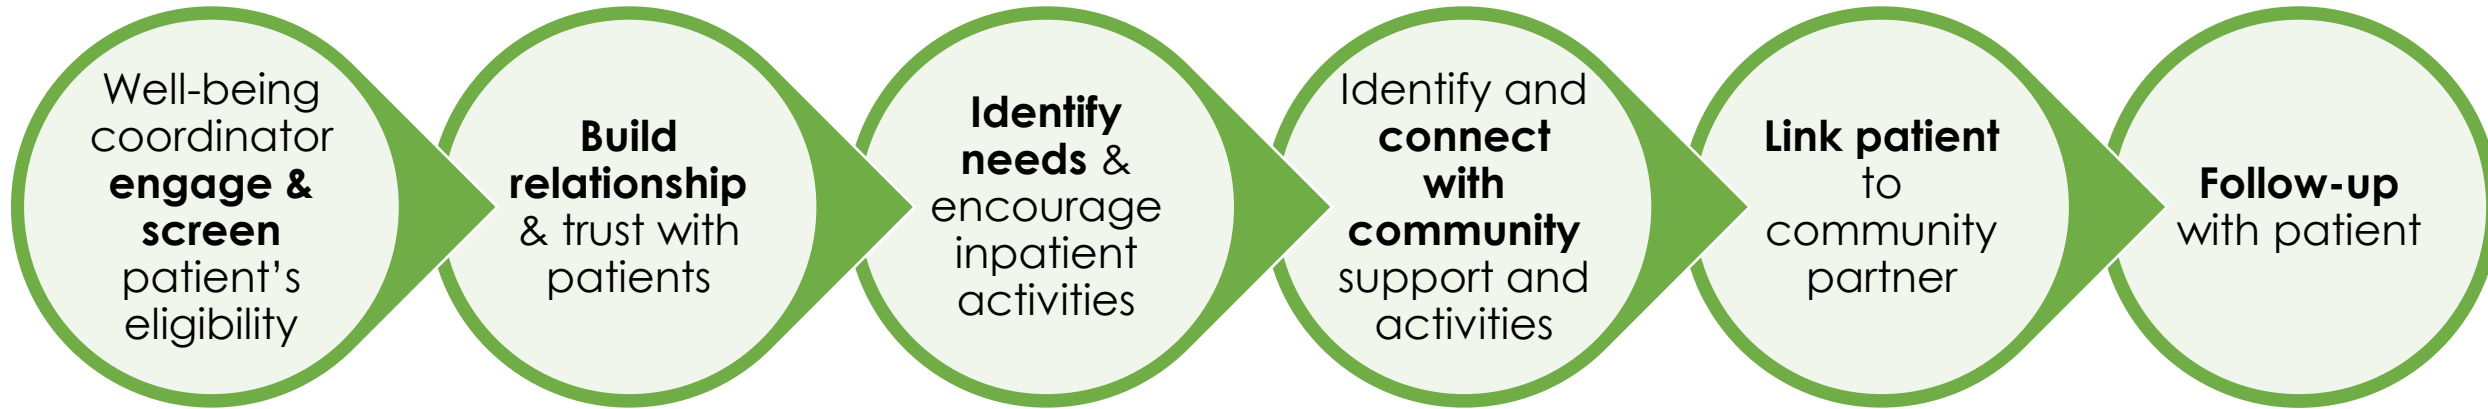 Well-being
coordinator
engage &
screen
patient’s
eligibility
Build
relationship
& trust with
patients
Identify
needs &
encourage
inpatient
activities
Identify and
connect
with
community
support and
activities
Link patient
to
community
partner
Follow-up
with patient